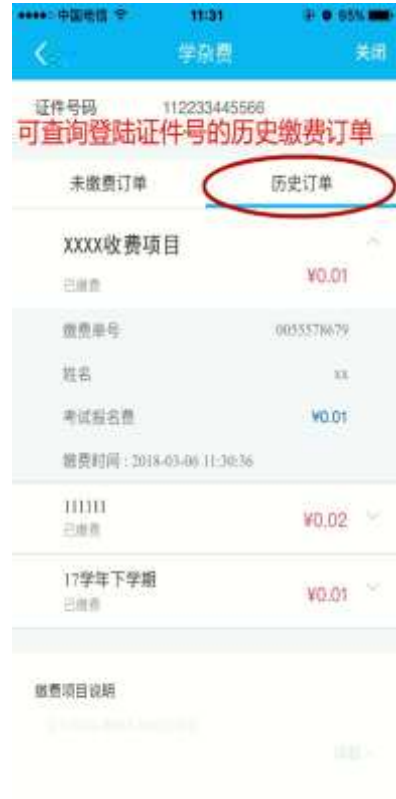 中国电信 11:31 95%
学杂费 关闭
证件号码 112233445566
可查询登陆证件号的历史缴费订单
未缴费订单 历史订单
XXXX收费项目
已缴费 ¥0.01
缴费单号 0055578679
姓名 xx
考试报名费 ¥0.01
缴费时间 : 2018-03-06 11:30:36
111111
已缴费 ¥0.02
17学年下学期
已缴费 ¥0.01
缴费项目说明